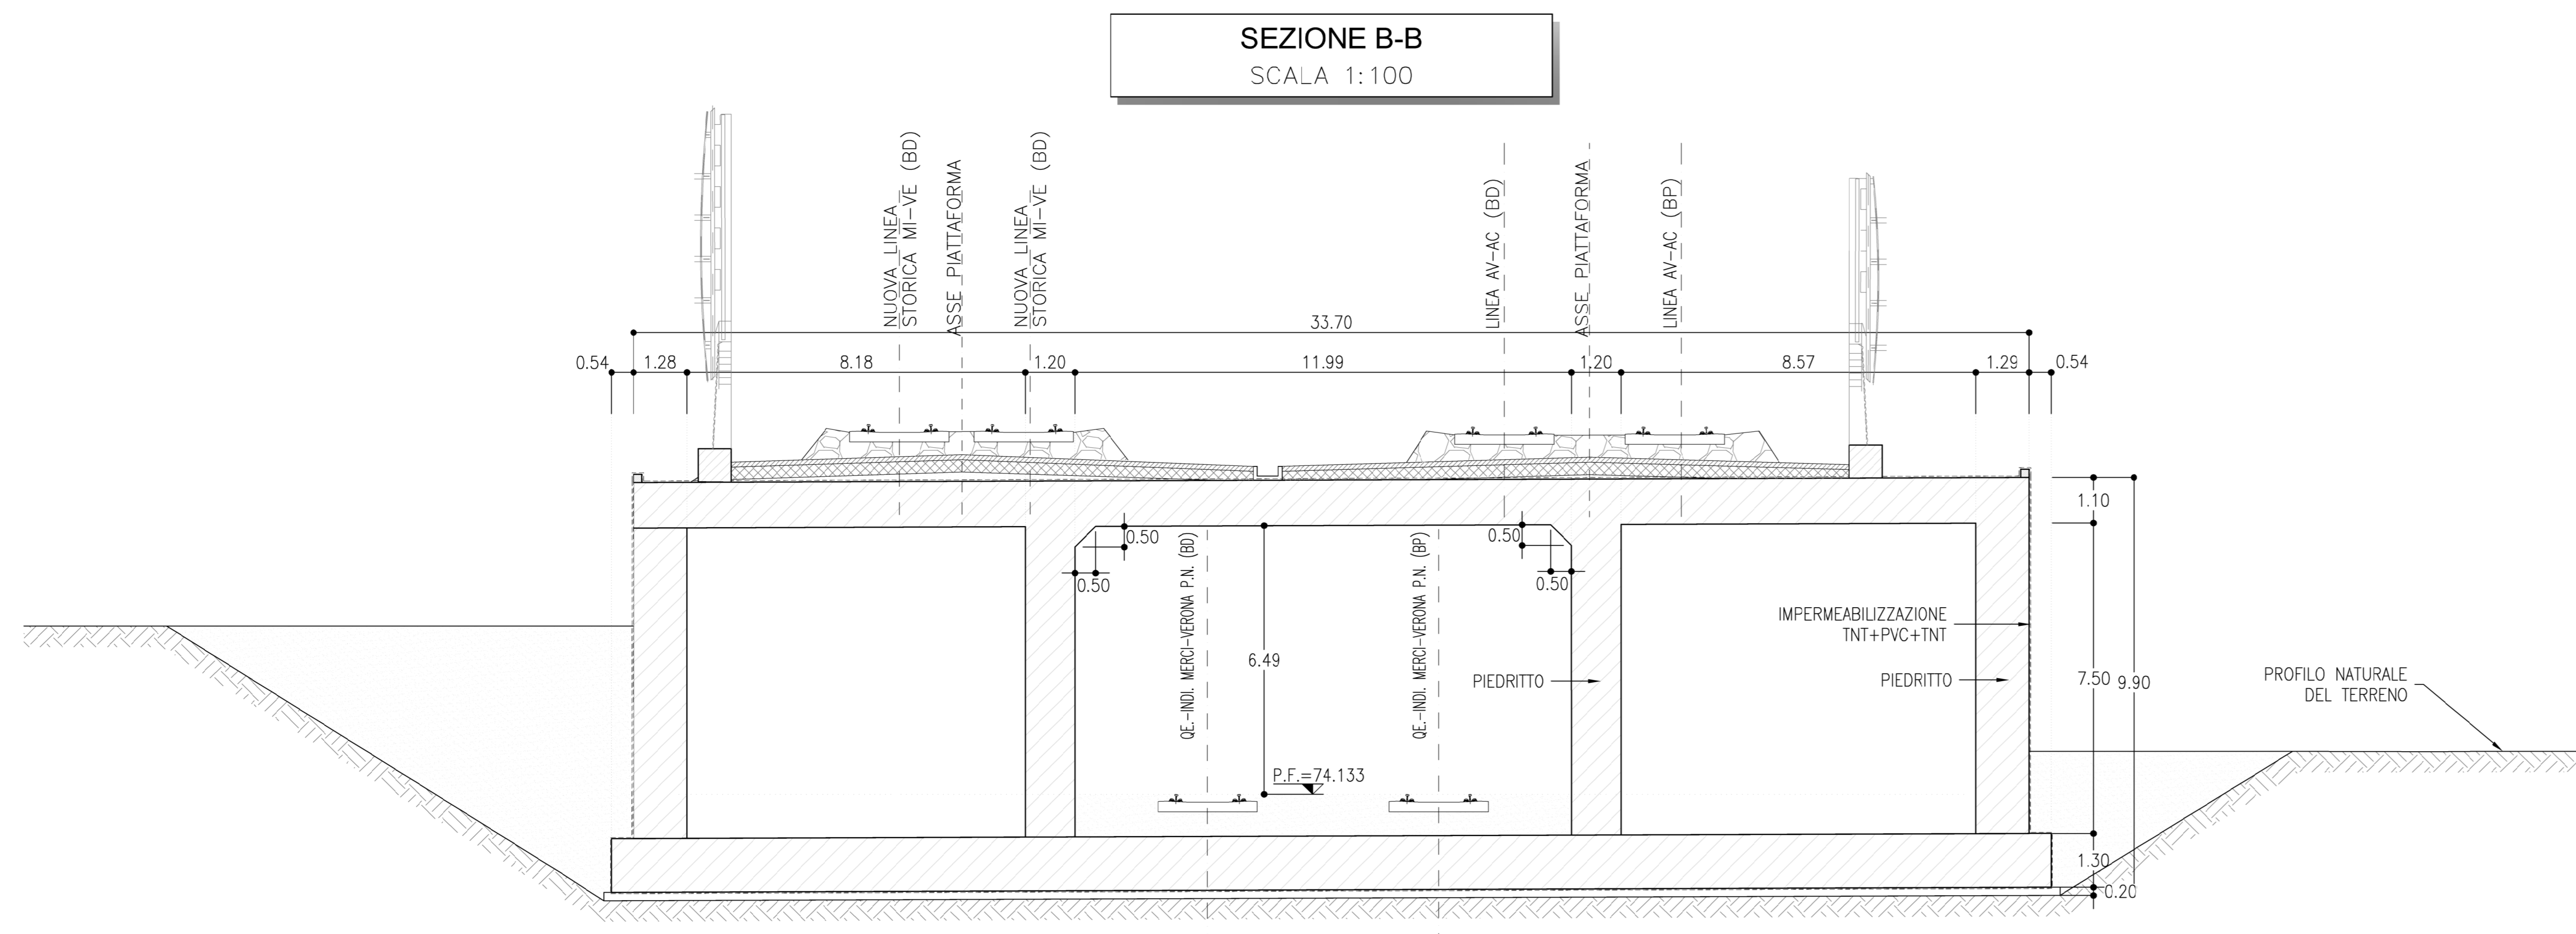 SEZIONE B-B
SCALA 1:100
NUOVA LINEA
STORICA MI-VE (BD)
ASSE PIATTAFORMA
NUOVA LINEA
STORICA MI-VE (BD)
LINEA AV-AC (BD)
ASSE PIATTAFORMA
LINEA AV-AC (BP)
33.70
0.54 1.28 8.18 1.20 11.99 1.20 8.57 1.29 0.54
1.10
0.50 0.50
0.50 0.50
QE.-INDI. MERCI-VERONA P.N. (BD)
QE.-INDI. MERCI-VERONA P.N. (BP)
IMPERMEABILIZZAZIONE
TNT+PVC+TNT
6.49
PIEDRITTO
PIEDRITTO
7.50 9.90
PROFILO NATURALE
DEL TERRENO
P.F.=74.133
1.30
0.20